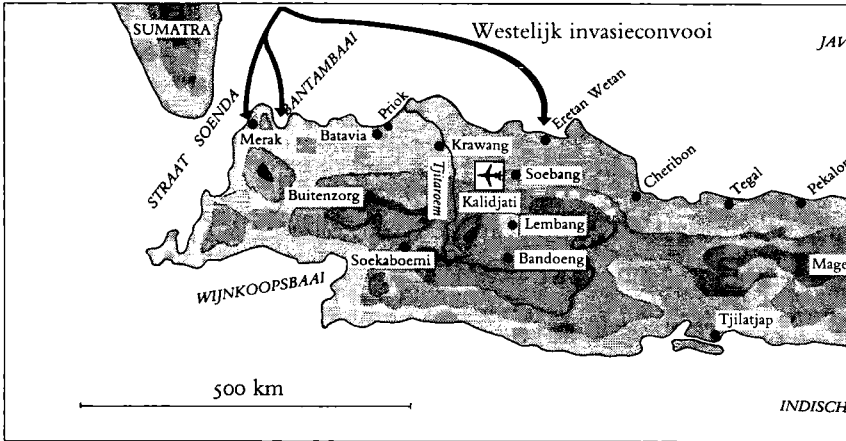 SUMATRA
Westelijk invasieconvooi
JAV
STRAAT SOENDA
BANTAMBAAI
Merak
Batavia
Priok
Krawang
Eretan Wetan
Tjitaroem
Soebang
Kalidjati
Cheribon
Tegal
Pekalon
Buitenzorg
Lembang
Soekaboemi
Bandoeng
Mage
WIJNKOOPSBAAI
Tjilatjap
500 km
INDISCH